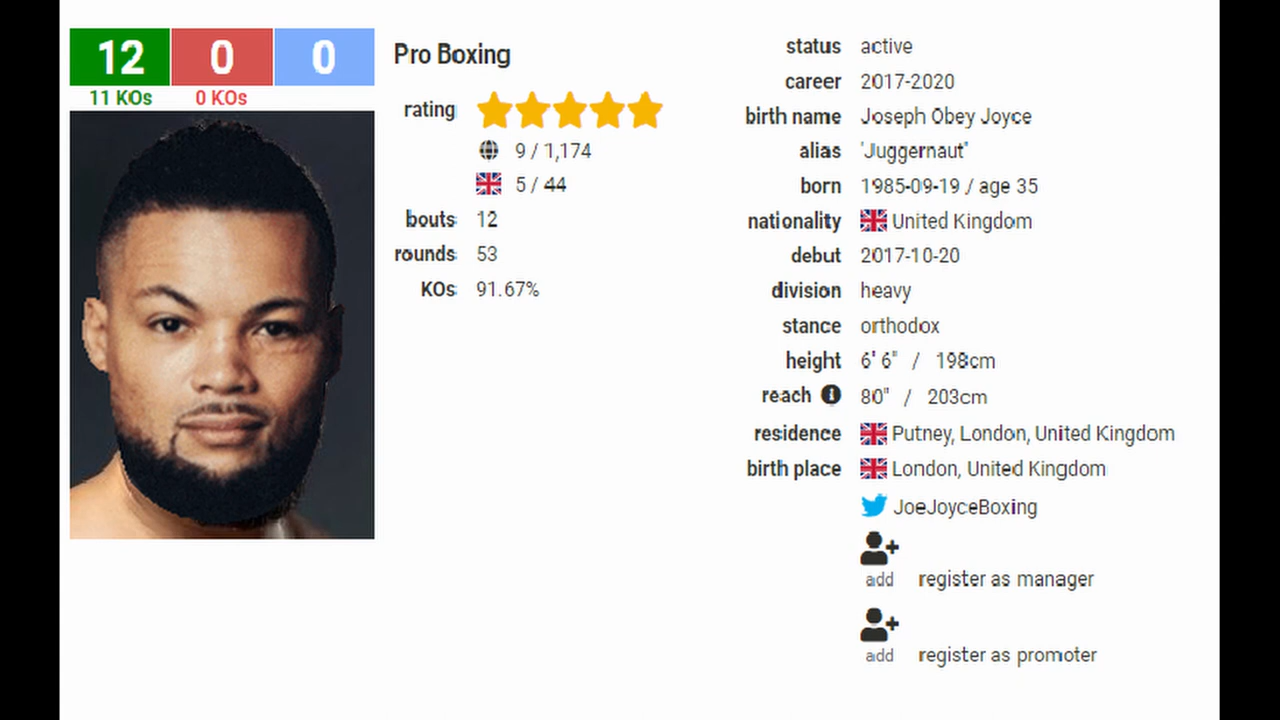 12 0 0
11 KOs 0 KOs
Pro Boxing
rating
9 / 1,174
5 / 44
bouts 12
rounds 53
KOs 91.67%
status active
career 2017-2020
birth name Joseph Obey Joyce
alias 'Juggernaut'
born 1985-09-19 / age 35
nationality United Kingdom
debut 2017-10-20
division heavy
stance orthodox
height 6' 6" / 198cm
reach 80" / 203cm
residence Putney, London, United Kingdom
birth place London, United Kingdom
JoeJoyceBoxing
add register as manager
add register as promoter